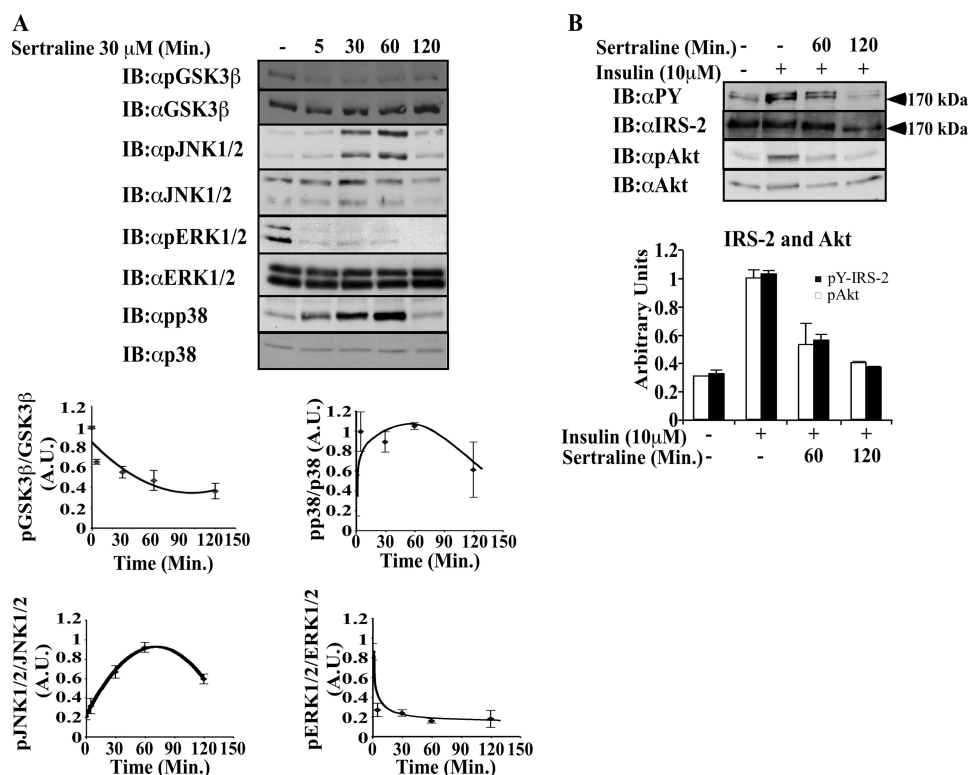 A
Sertraline 30 µM (Min.) - 5 30 60 120
IB:αpGSK3β
IB:αGSK3β
IB:αpJNK1/2
IB:αJNK1/2
IB:αpERK1/2
IB:αERK1/2
IB:αpp38
IB:αp38
pGSK3β/GSK3β
(A.U.)
1.2
1
0.8
0.6
0.4
0.2
0
0 30 60 90 120 150
Time (Min.)
pp38/p38 (A.U.)
1.2
1
0.8
0.6
0.4
0.2
0
0 30 60 90 120 150
Time (Min.)
pJNK1/2/JNK1/2
(A.U.)
1.2
1
0.8
0.6
0.4
0.2
0 30 60 90 120 150
Time (Min.)
pERK1/2/ERK1/2
(A.U.)
1.2
1
0.8
0.6
0.4
0.2
0
0 30 60 90 120 150
Time (Min.)
B
Sertraline (Min.) - - 60 120
Insulin (10µM) - + + +
IB:αPY 170 kDa
IB:αIRS-2 170 kDa
IB:αpAkt
IB:αAkt
IRS-2 and Akt
Arbitrary Units
1.2
1
0.8
0.6
0.4
0.2
0
pY-IRS-2
pAkt
Insulin (10µM) - + + +
Sertraline (Min.) - - 60 120